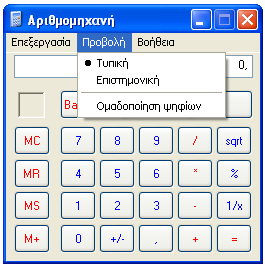 Αριθμομηχανή
Επεξεργασία Προβολή Βοήθεια
0,
Τυπική
Επιστημονική
Ομαδοποίηση ψηφίων
MC 7 8 9 / sqrt
MR 4 5 6 * %
MS 1 2 3 - 1/x
M+ 0 +/- , + =